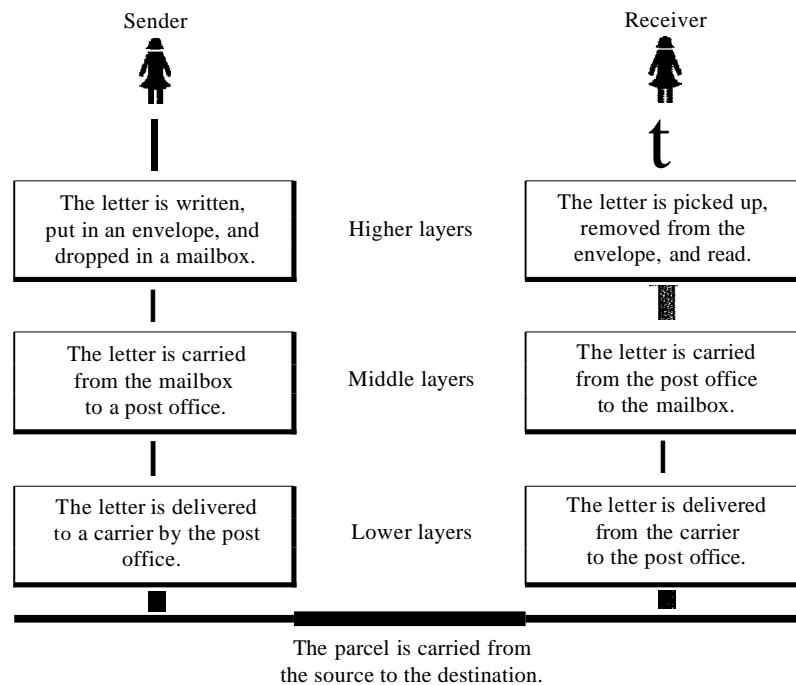 Sender
Receiver
t
The letter is written,
put in an envelope, and
dropped in a mailbox.
Higher layers
The letter is picked up,
removed from the
envelope, and read.
The letter is carried
from the mailbox
to a post office.
Middle layers
The letter is carried
from the post office
to the mailbox.
The letter is delivered
to a carrier by the post
office.
Lower layers
The letter is delivered
from the carrier
to the post office.
The parcel is carried from
the source to the destination.